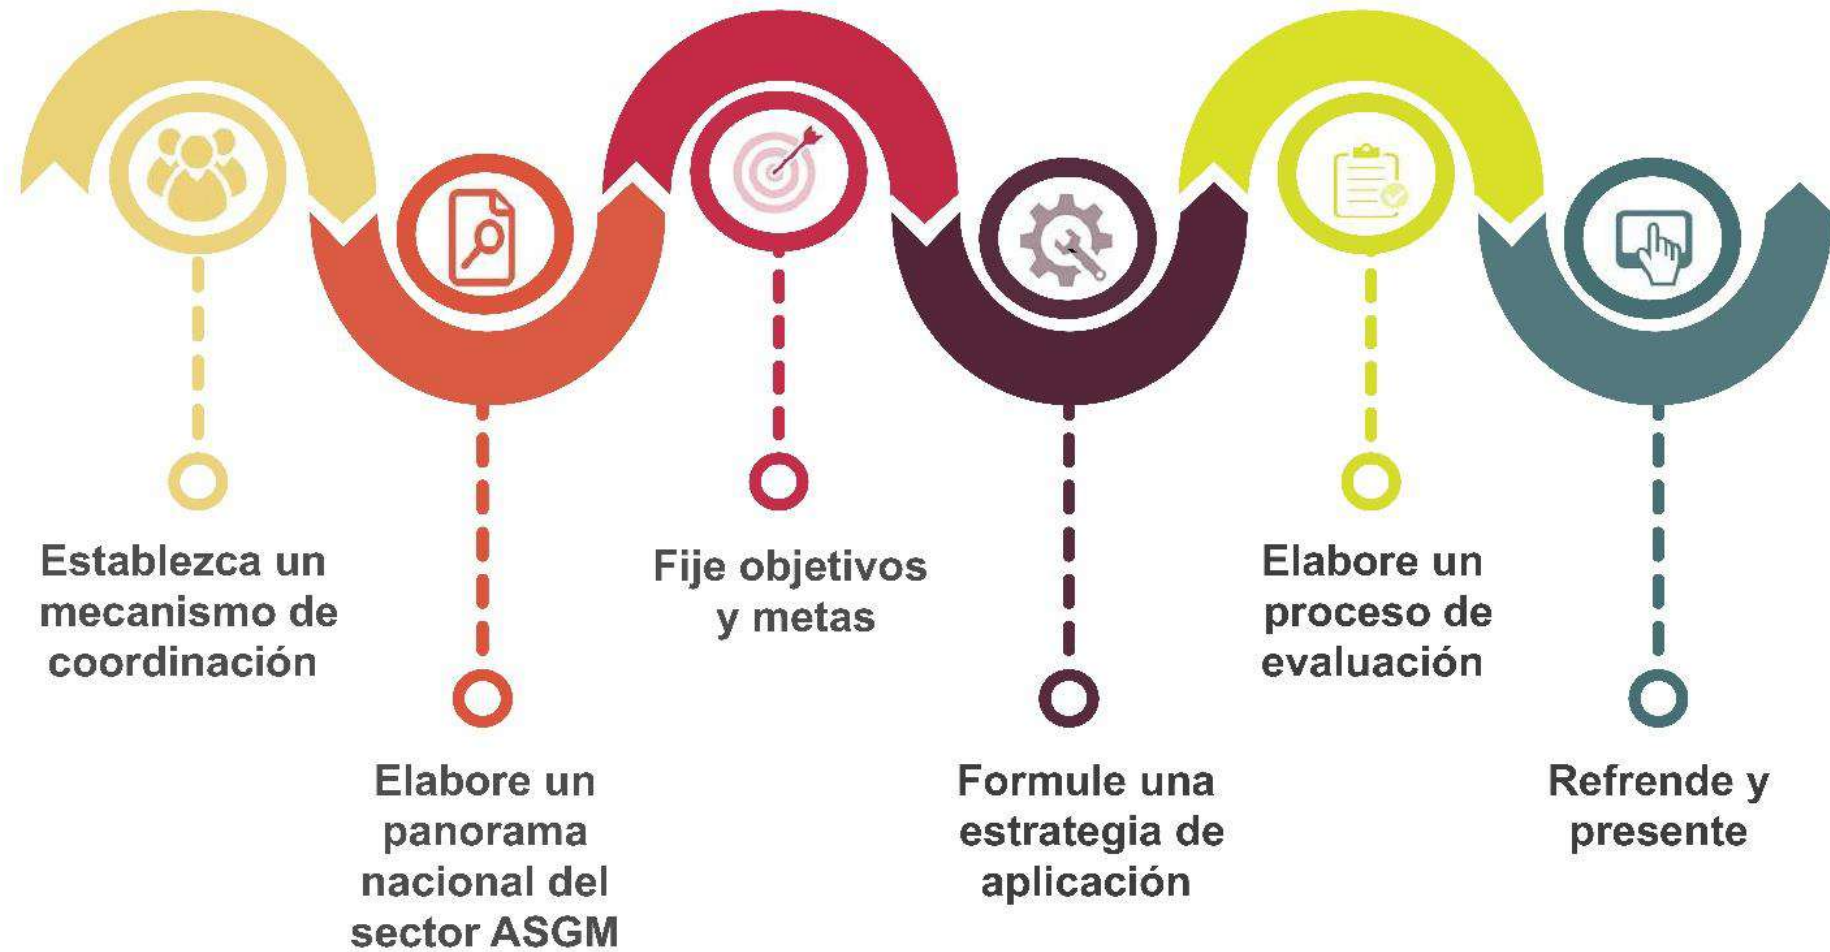 Establezca un
mecanismo de
coordinación
Elabore un
panorama
nacional del
sector ASGM
Fije objetivos
y metas
Formule una
estrategia de
aplicación
Elabore un
proceso de
evaluación
Refrende y
presente